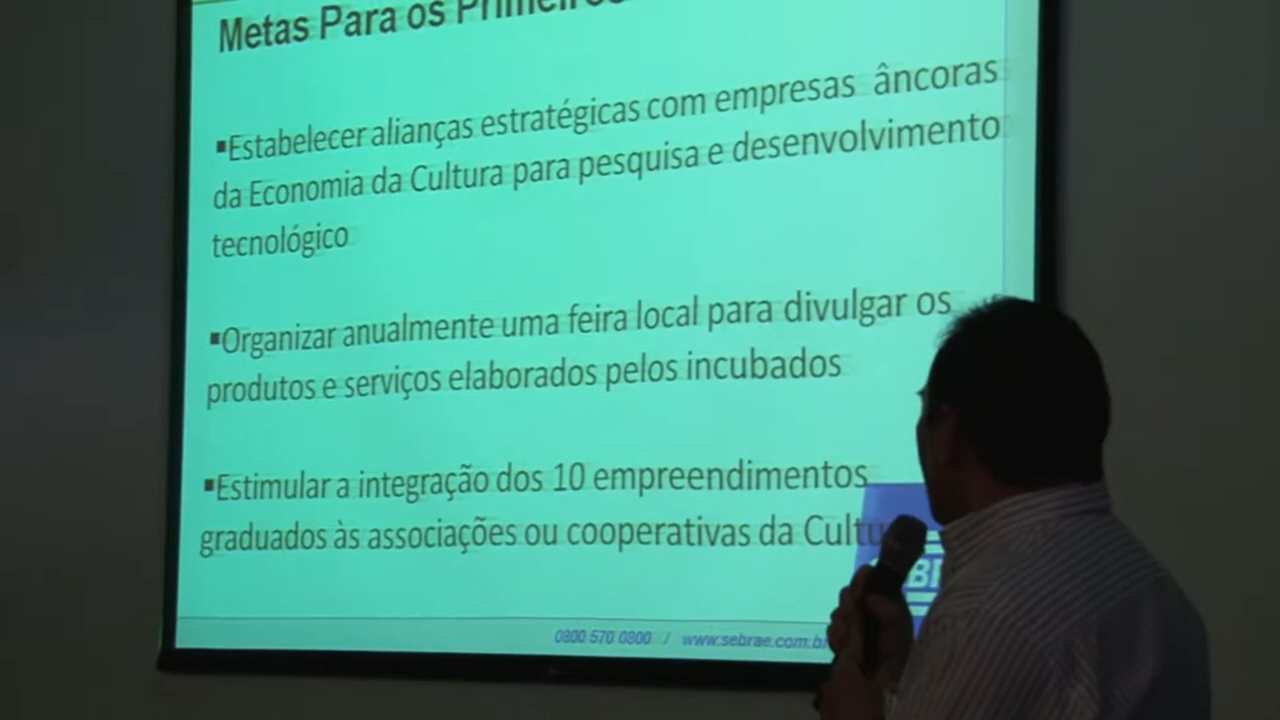 Metas Para os Primeiros
▪Estabelecer alianças estratégicas com empresas âncoras
da Economia da Cultura para pesquisa e desenvolvimento
tecnológico
▪Organizar anualmente uma feira local para divulgar os
produtos e serviços elaborados pelos incubados
▪Estimular a integração dos 10 empreendimentos
graduados às associações ou cooperativas da Cultu
0800 570 0800 / www.sebrae.com.br